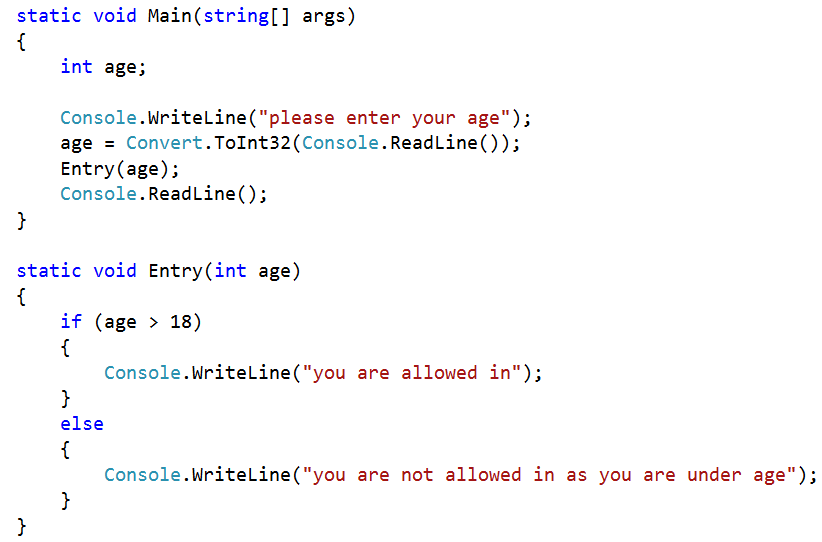 static void Main(string[] args)
{
    int age;
    Console.WriteLine("please enter your age");
    age = Convert.ToInt32(Console.ReadLine());
    Entry(age);
    Console.ReadLine();
}
static void Entry(int age)
{
    if (age > 18)
    {
        Console.WriteLine("you are allowed in");
    }
    else
    {
        Console.WriteLine("you are not allowed in as you are under age");
    }
}